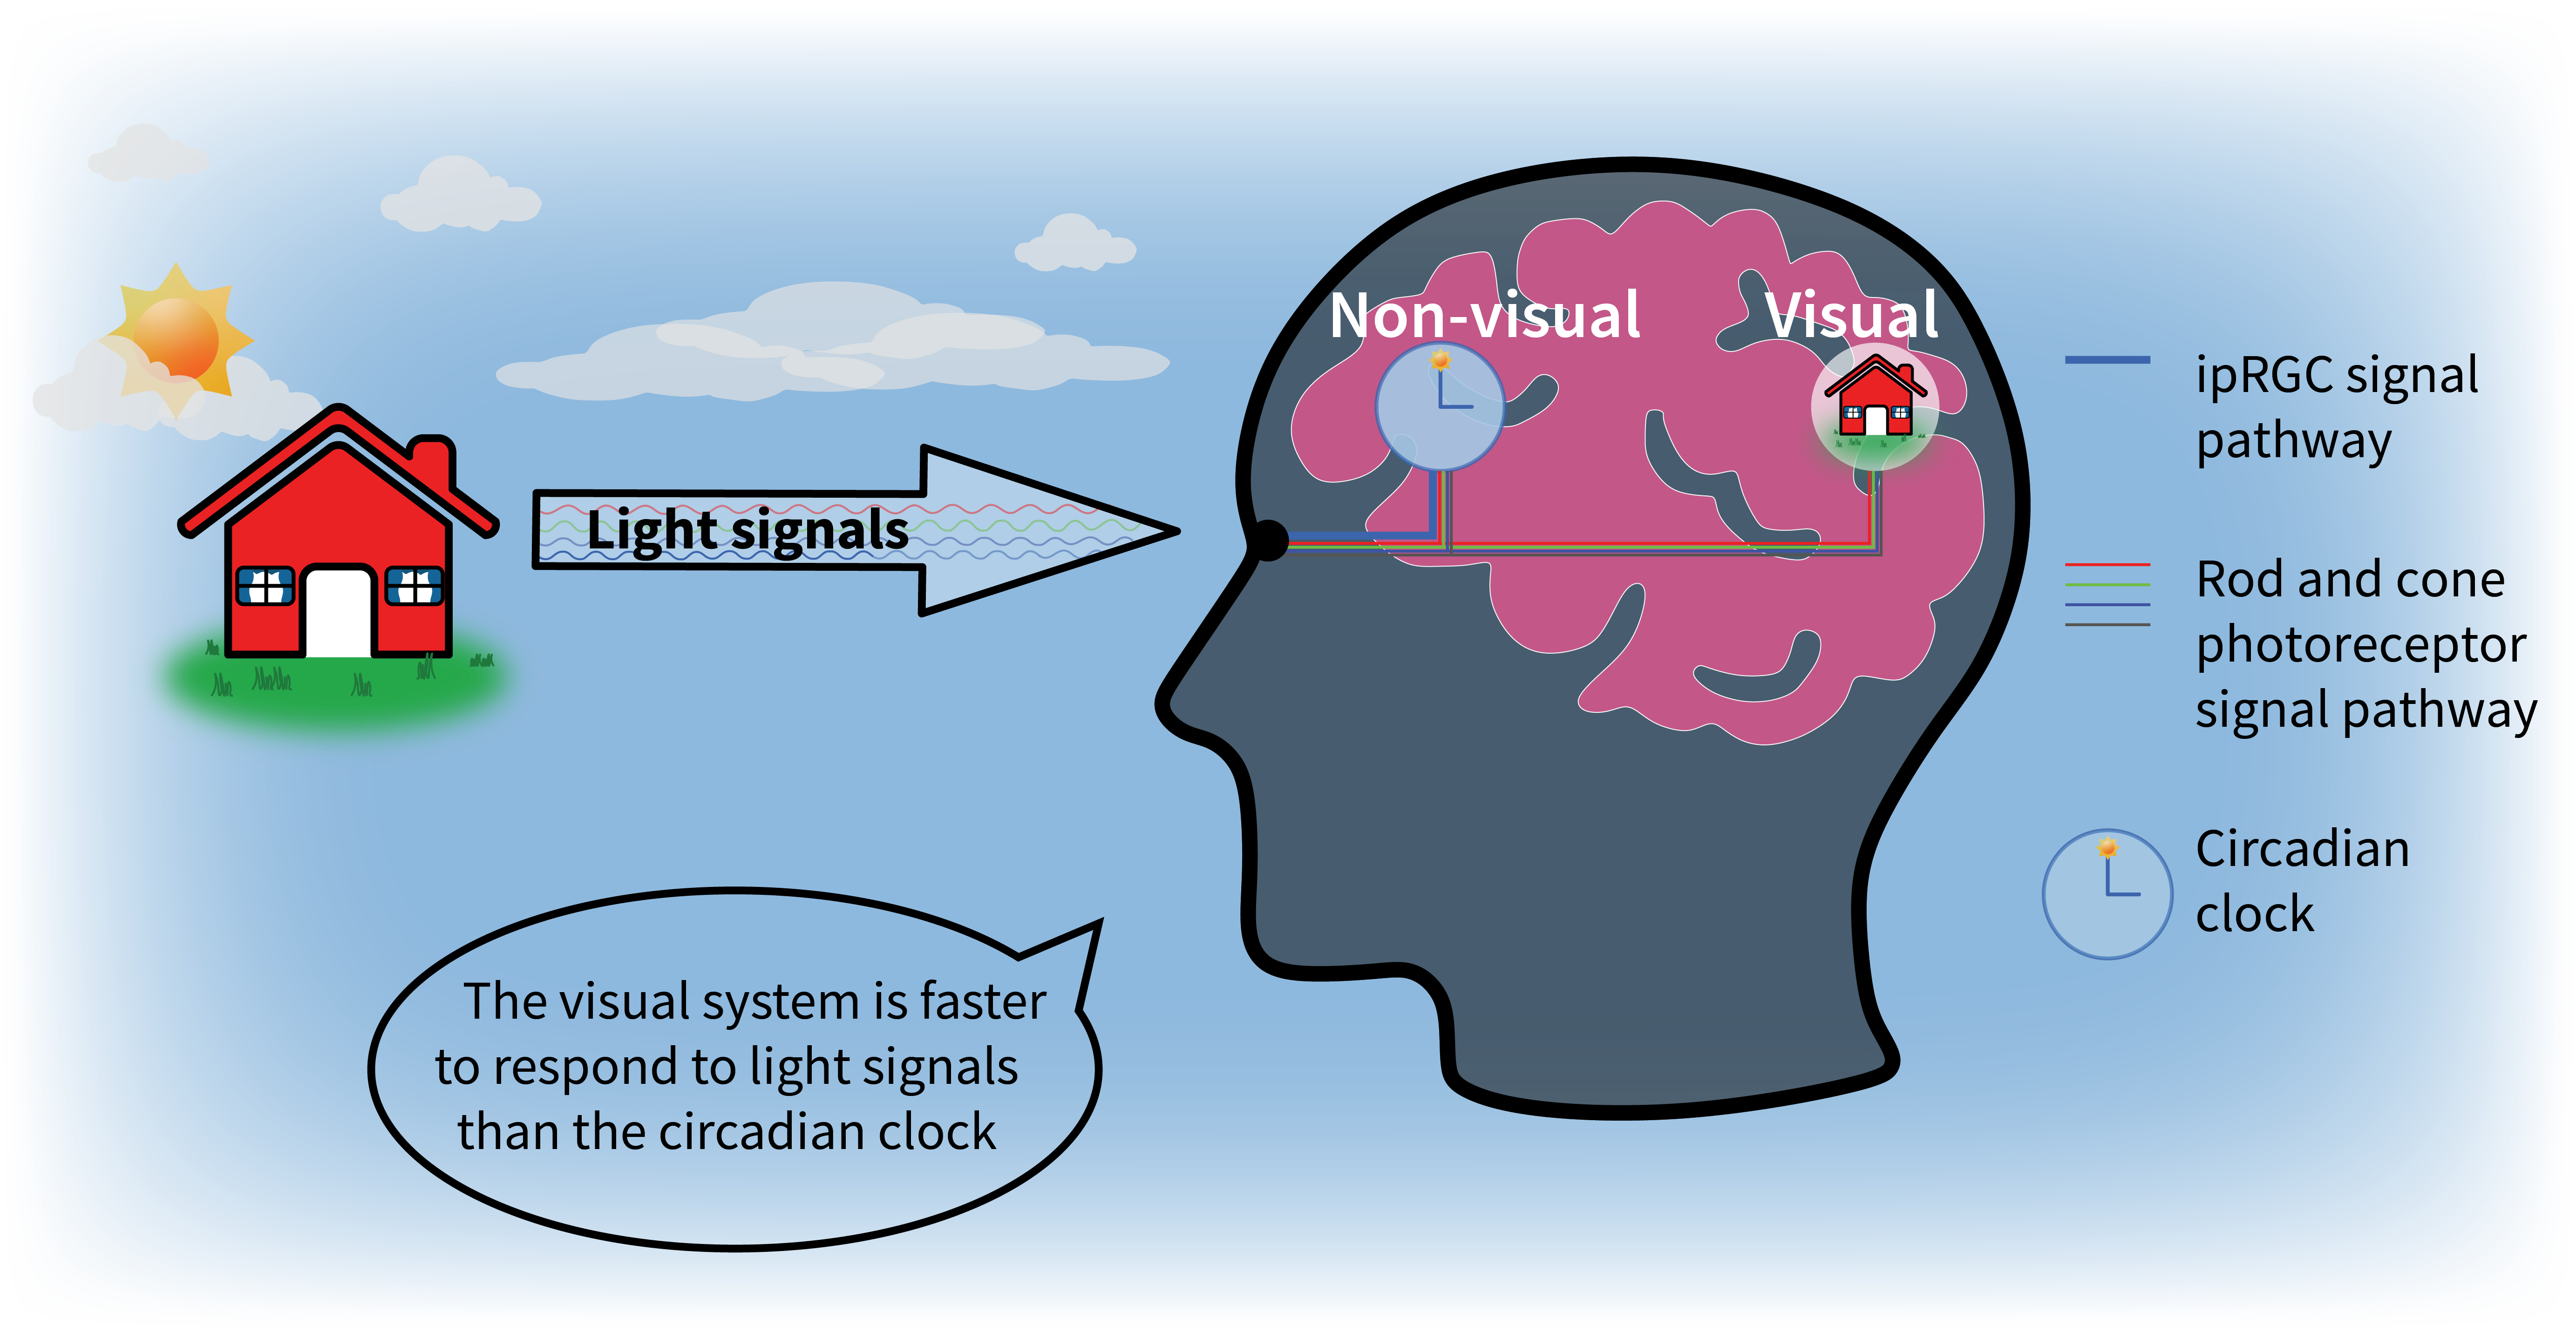 Non-visual
Visual
Light signals
ipRGC signal
pathway
Rod and cone
photoreceptor
signal pathway
Circadian
clock
The visual system is faster
to respond to light signals
than the circadian clock